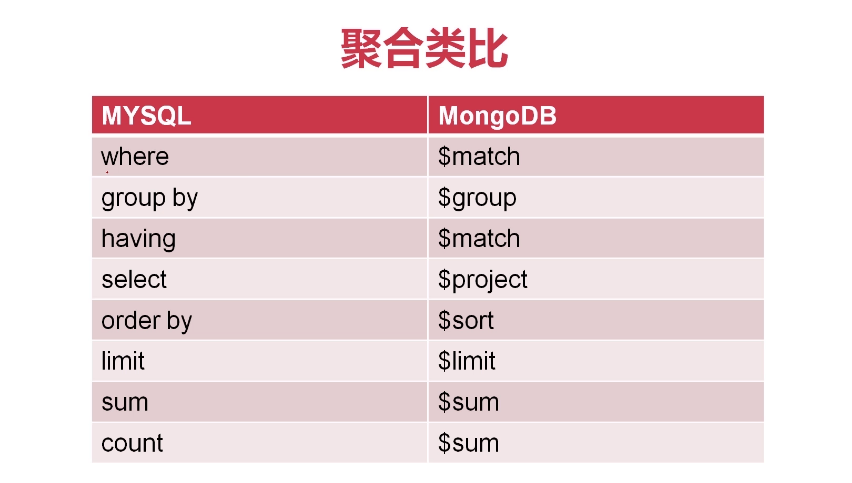 聚合类比
MYSQL MongoDB
where $match
group by $group
having $match
select $project
order by $sort
limit $limit
sum $sum
count $sum